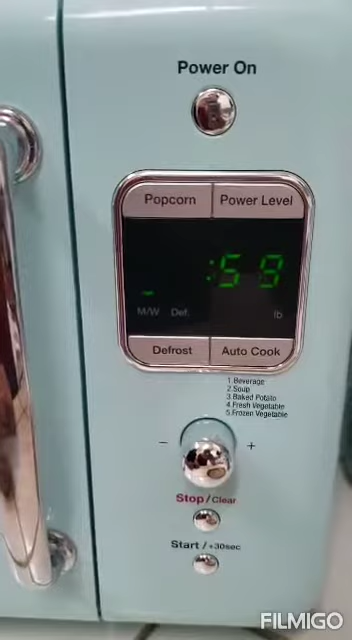 Power On
Popcorn Power Level
:59
M/W Def. lb
Defrost Auto Cook
1.Beverage
2.Soup
3.Baked Potato
4.Fresh Vegetable
5.Frozen Vegetable
- +
Stop/Clear
Start/+30sec
FILMIGO